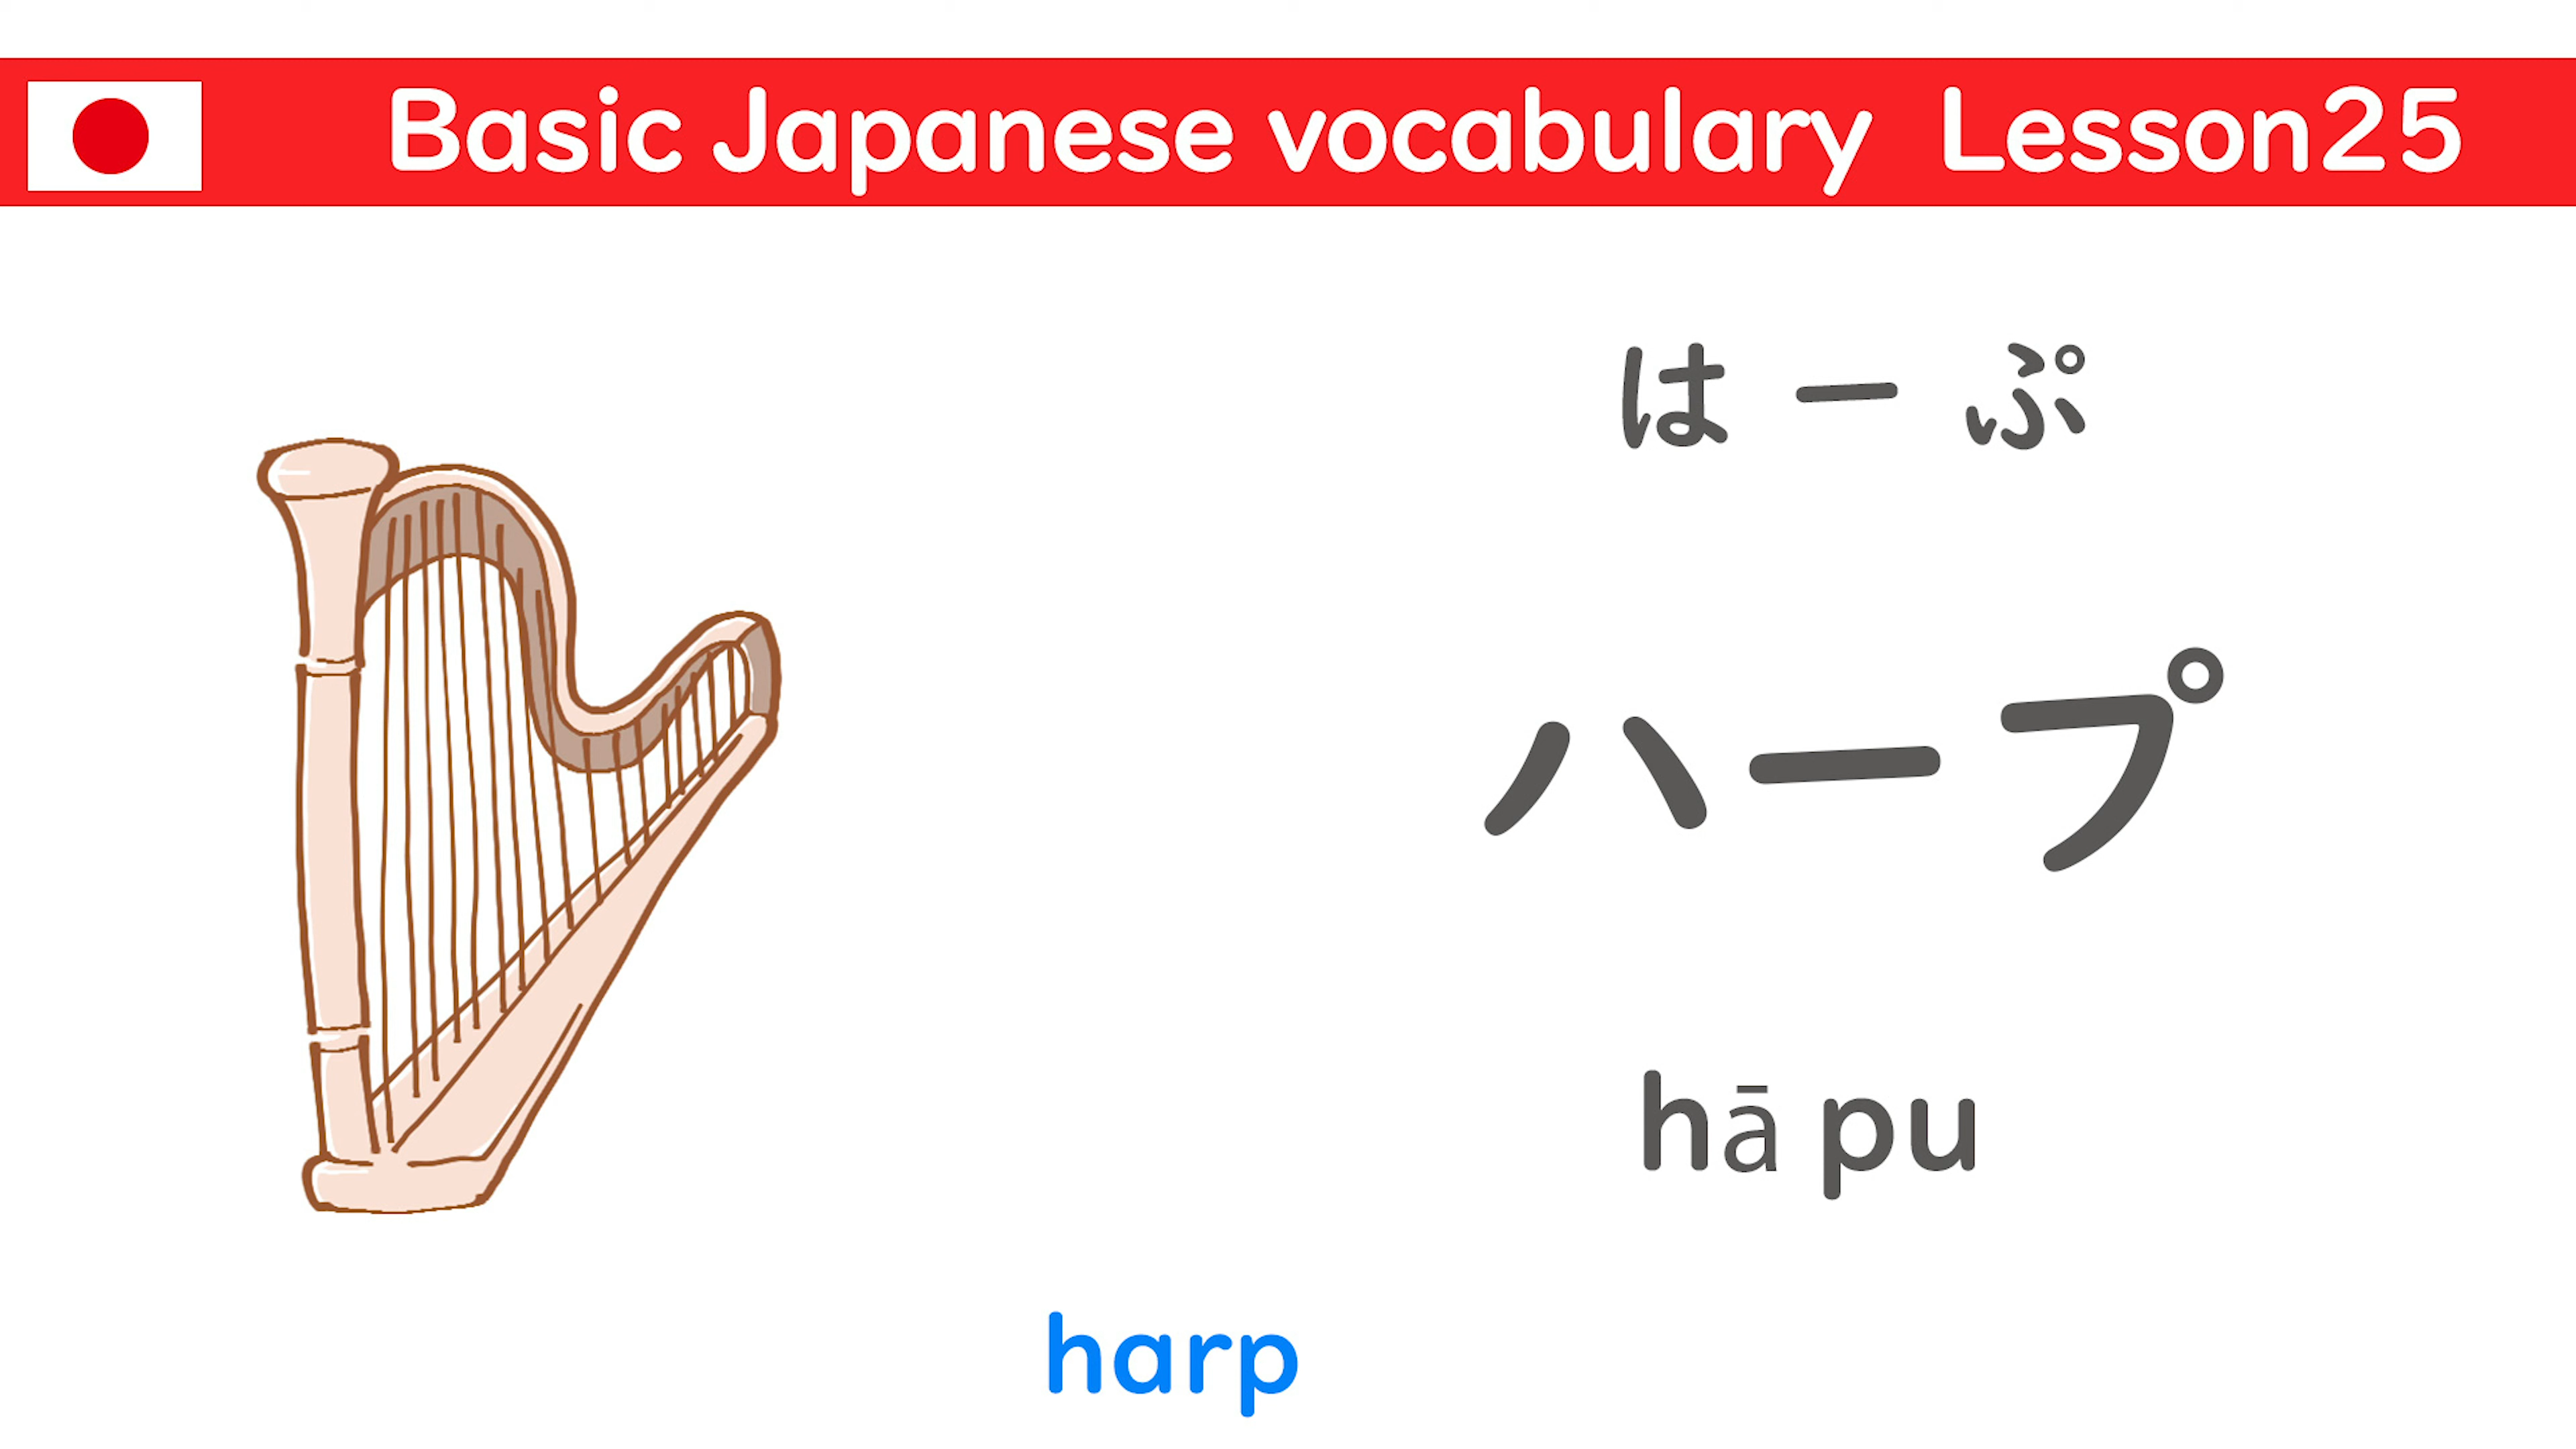 Basic Japanese vocabulary Lesson25
はーぷ
ハープ
hā pu
harp